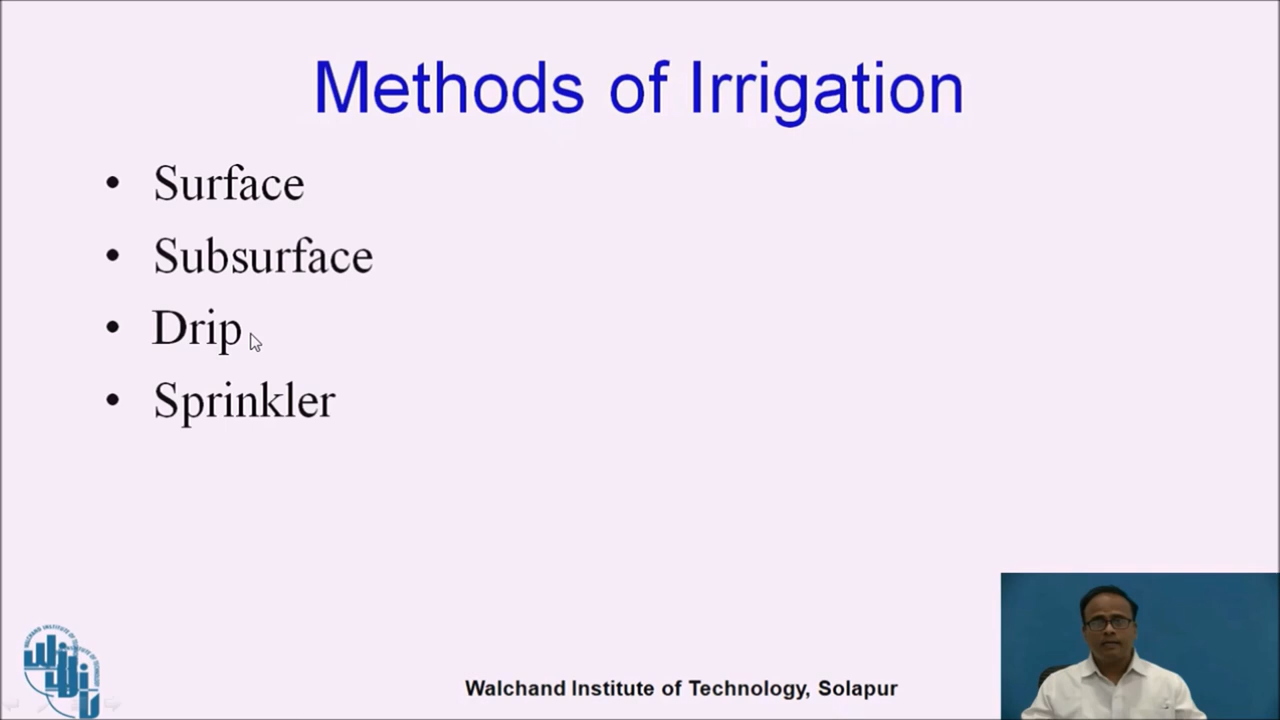 Methods of Irrigation
• Surface
• Subsurface
• Drip
• Sprinkler
Walchand Institute of Technology, Solapur